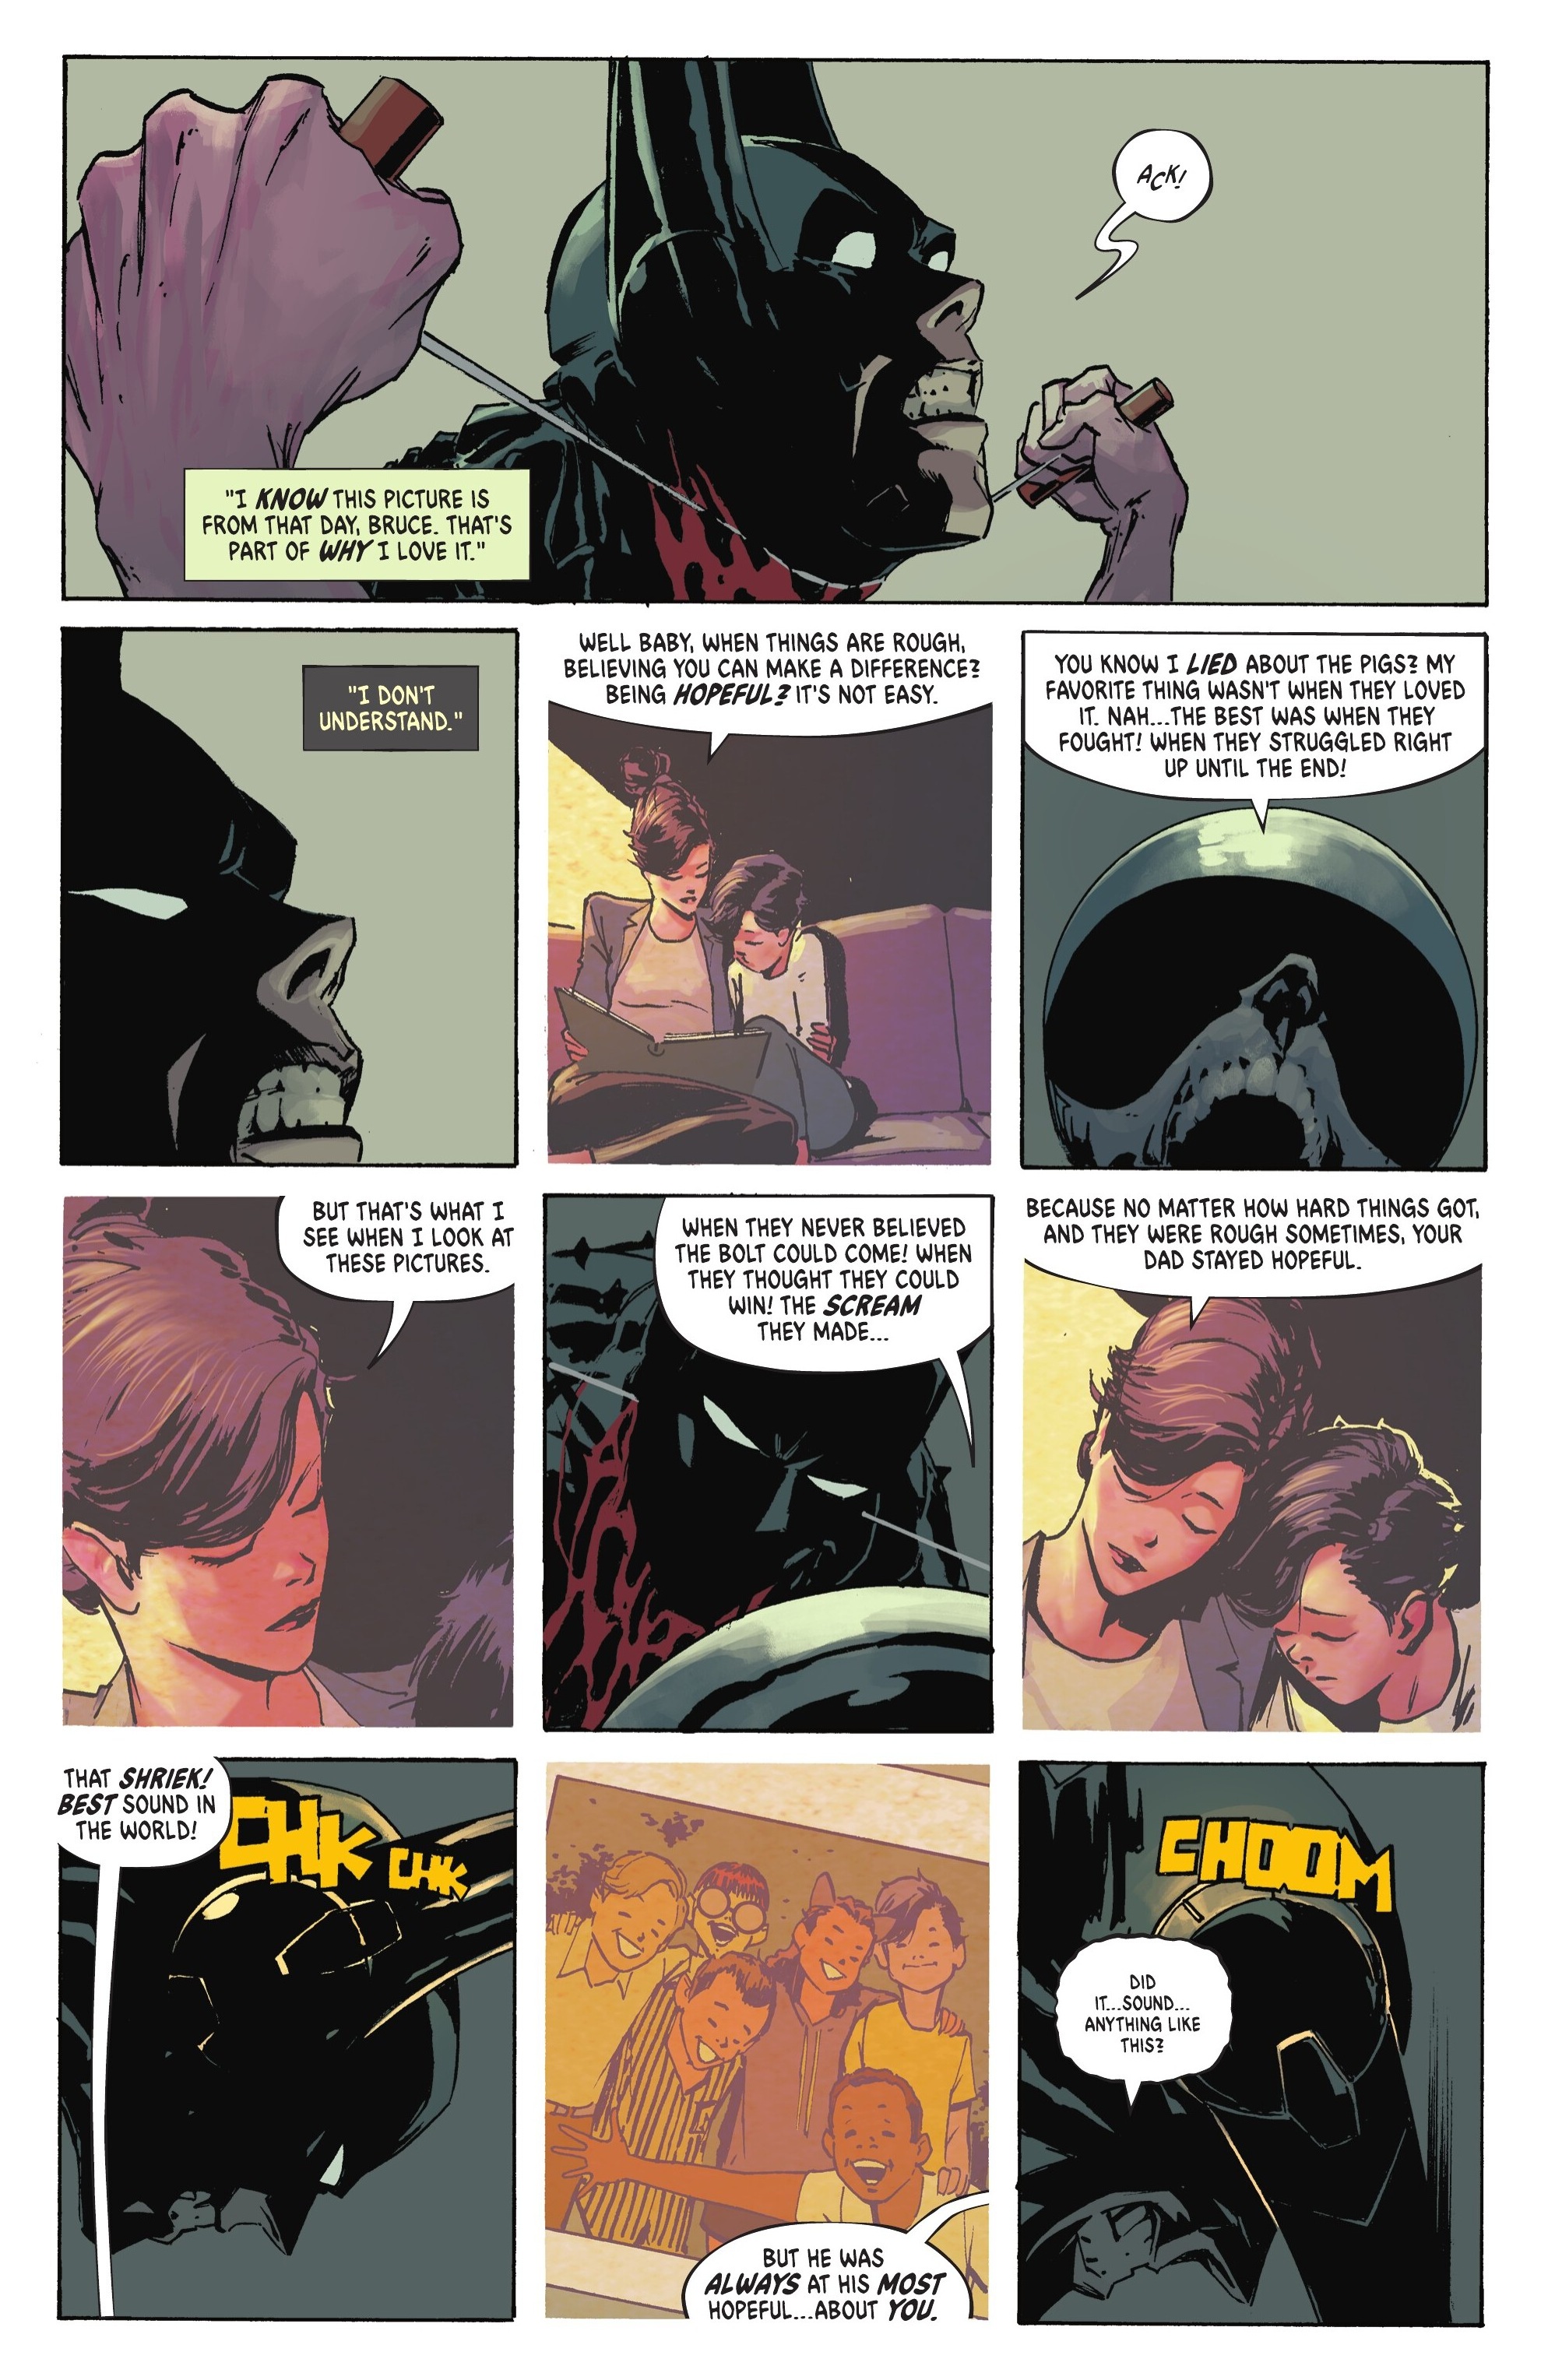 ACK!
"I KNOW THIS PICTURE IS
FROM THAT DAY, BRUCE. THAT'S
PART OF WHY I LOVE IT."
"I DON'T
UNDERSTAND."
WELL BABY, WHEN THINGS ARE ROUGH,
BELIEVING YOU CAN MAKE A DIFFERENCE?
BEING HOPEFUL? IT'S NOT EASY.
YOU KNOW I LIED ABOUT THE PIGS? MY
FAVORITE THING WASN'T WHEN THEY LOVED
IT. NAH...THE BEST WAS WHEN THEY
FOUGHT! WHEN THEY STRUGGLED RIGHT
UP UNTIL THE END!
BUT THAT'S WHAT I
SEE WHEN I LOOK AT
THESE PICTURES.
WHEN THEY NEVER BELIEVED
THE BOLT COULD COME! WHEN
THEY THOUGHT THEY COULD
WIN! THE SCREAM
THEY MADE...
BECAUSE NO MATTER HOW HARD THINGS GOT,
AND THEY WERE ROUGH SOMETIMES, YOUR
DAD STAYED HOPEFUL.
THAT SHRIEK!
BEST SOUND IN
THE WORLD!
CHK
CHK
BUT HE WAS
ALWAYS AT HIS MOST
HOPEFUL...ABOUT YOU.
CHOOM
DID
IT...SOUND...
ANYTHING LIKE
THIS?